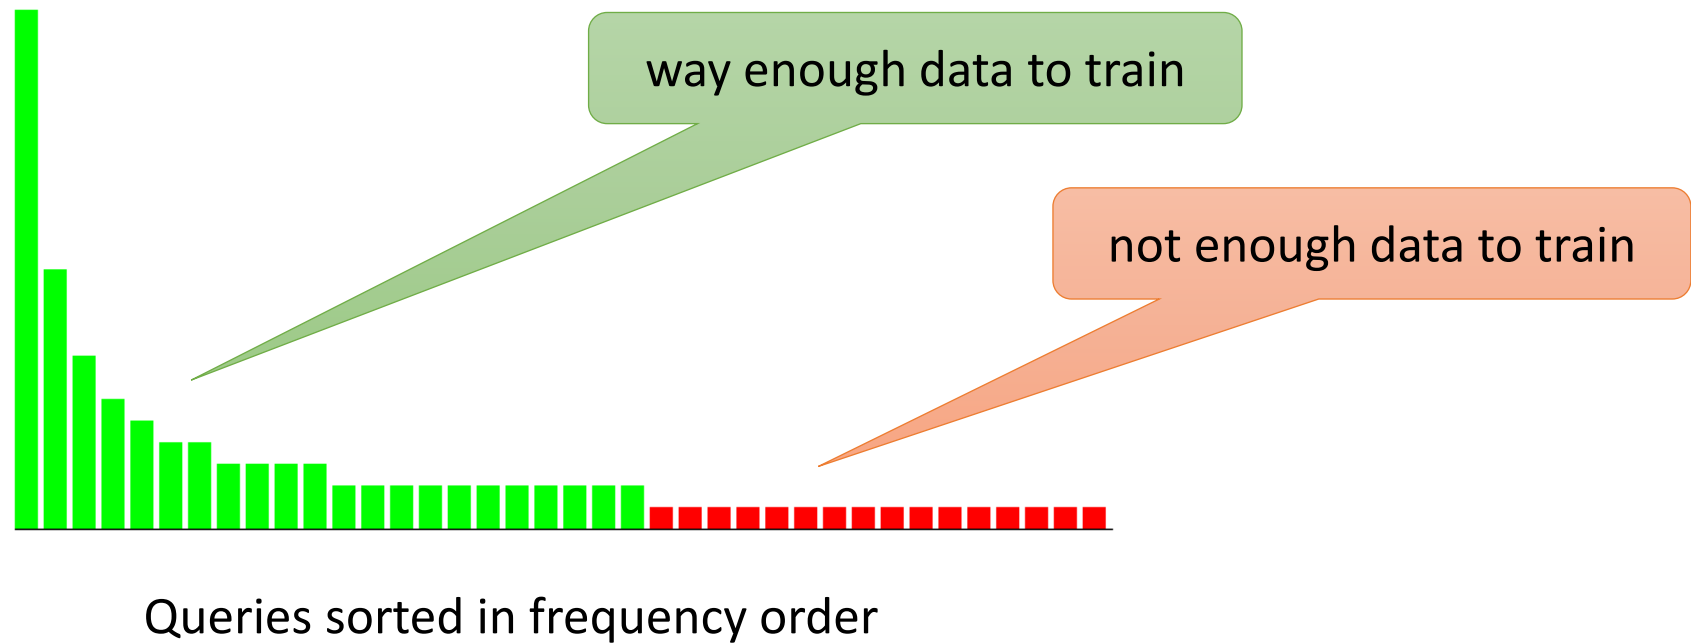 way enough data to train
not enough data to train
Queries sorted in frequency order